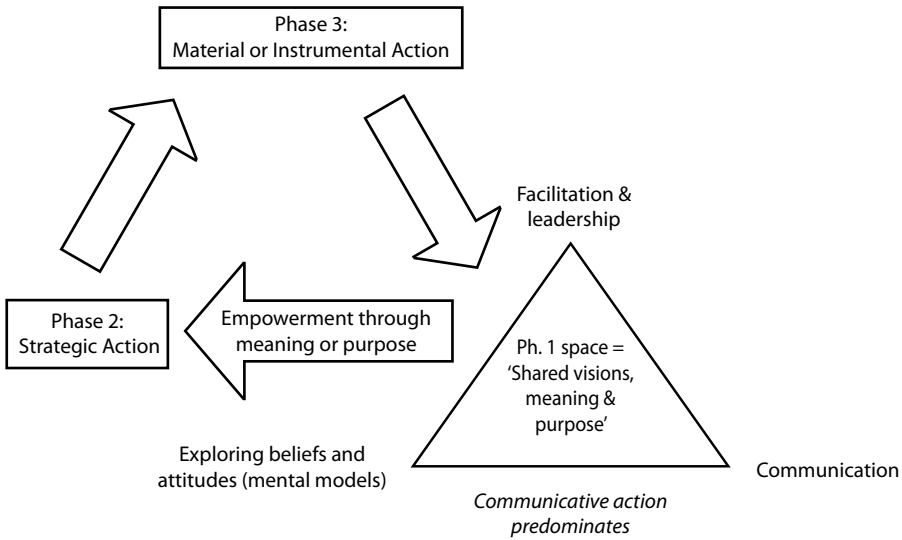 Phase 3:
Material or Instrumental Action
Facilitation &
leadership
Phase 2:
Strategic Action
Empowerment through
meaning or purpose
Ph. 1 space =
‘Shared visions,
meaning &
purpose’
Exploring beliefs and
attitudes (mental models)
Communication
Communicative action
predominates